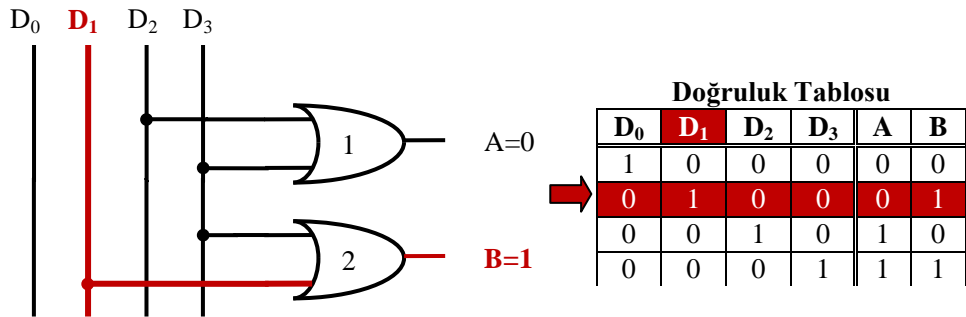 D₀ D₁ D₂ D₃
1
A=0
2
B=1
Doğruluk Tablosu
D₀ D₁ D₂ D₃ A B
1 0 0 0 0 0
0 1 0 0 0 1
0 0 1 0 1 0
0 0 0 1 1 1